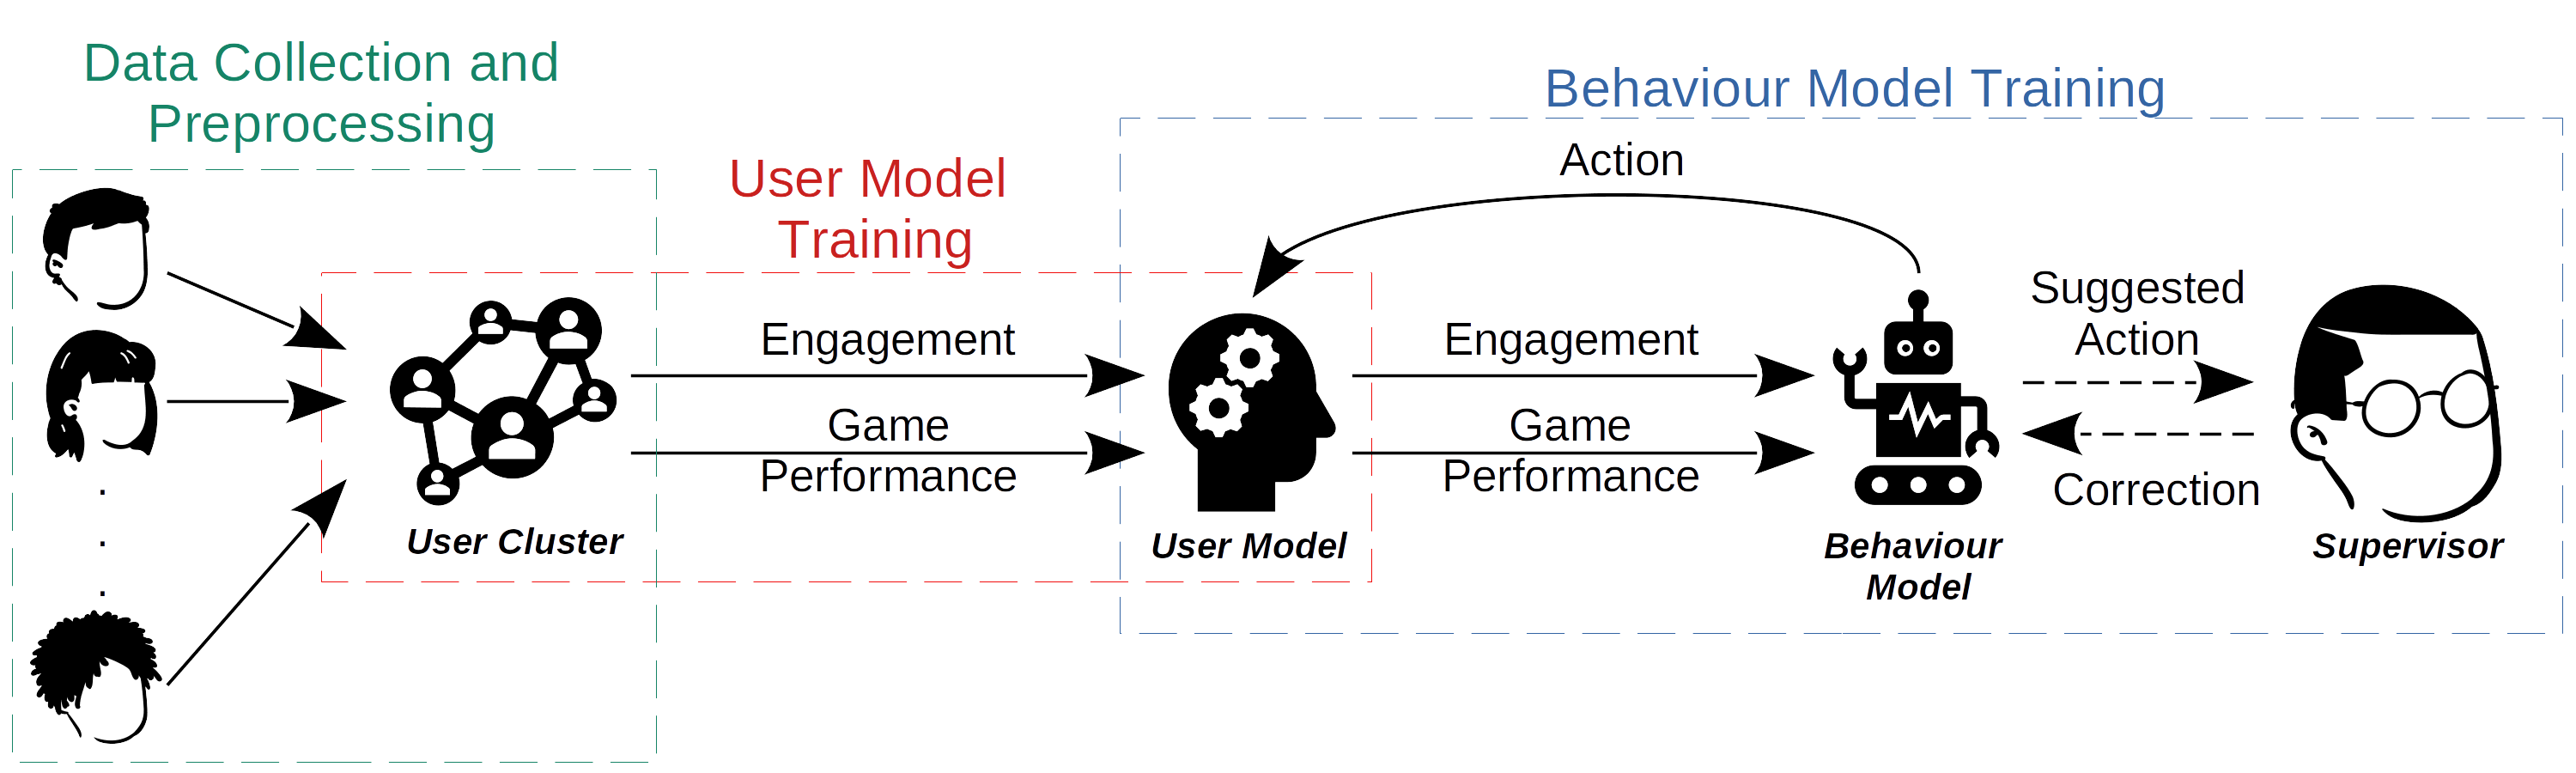 Data Collection and
Preprocessing
User Model
Training
Behaviour Model Training
Action
Engagement
Game
Performance
Engagement
Game
Performance
Suggested
Action
Correction
User Cluster
User Model
Behaviour
Model
Supervisor